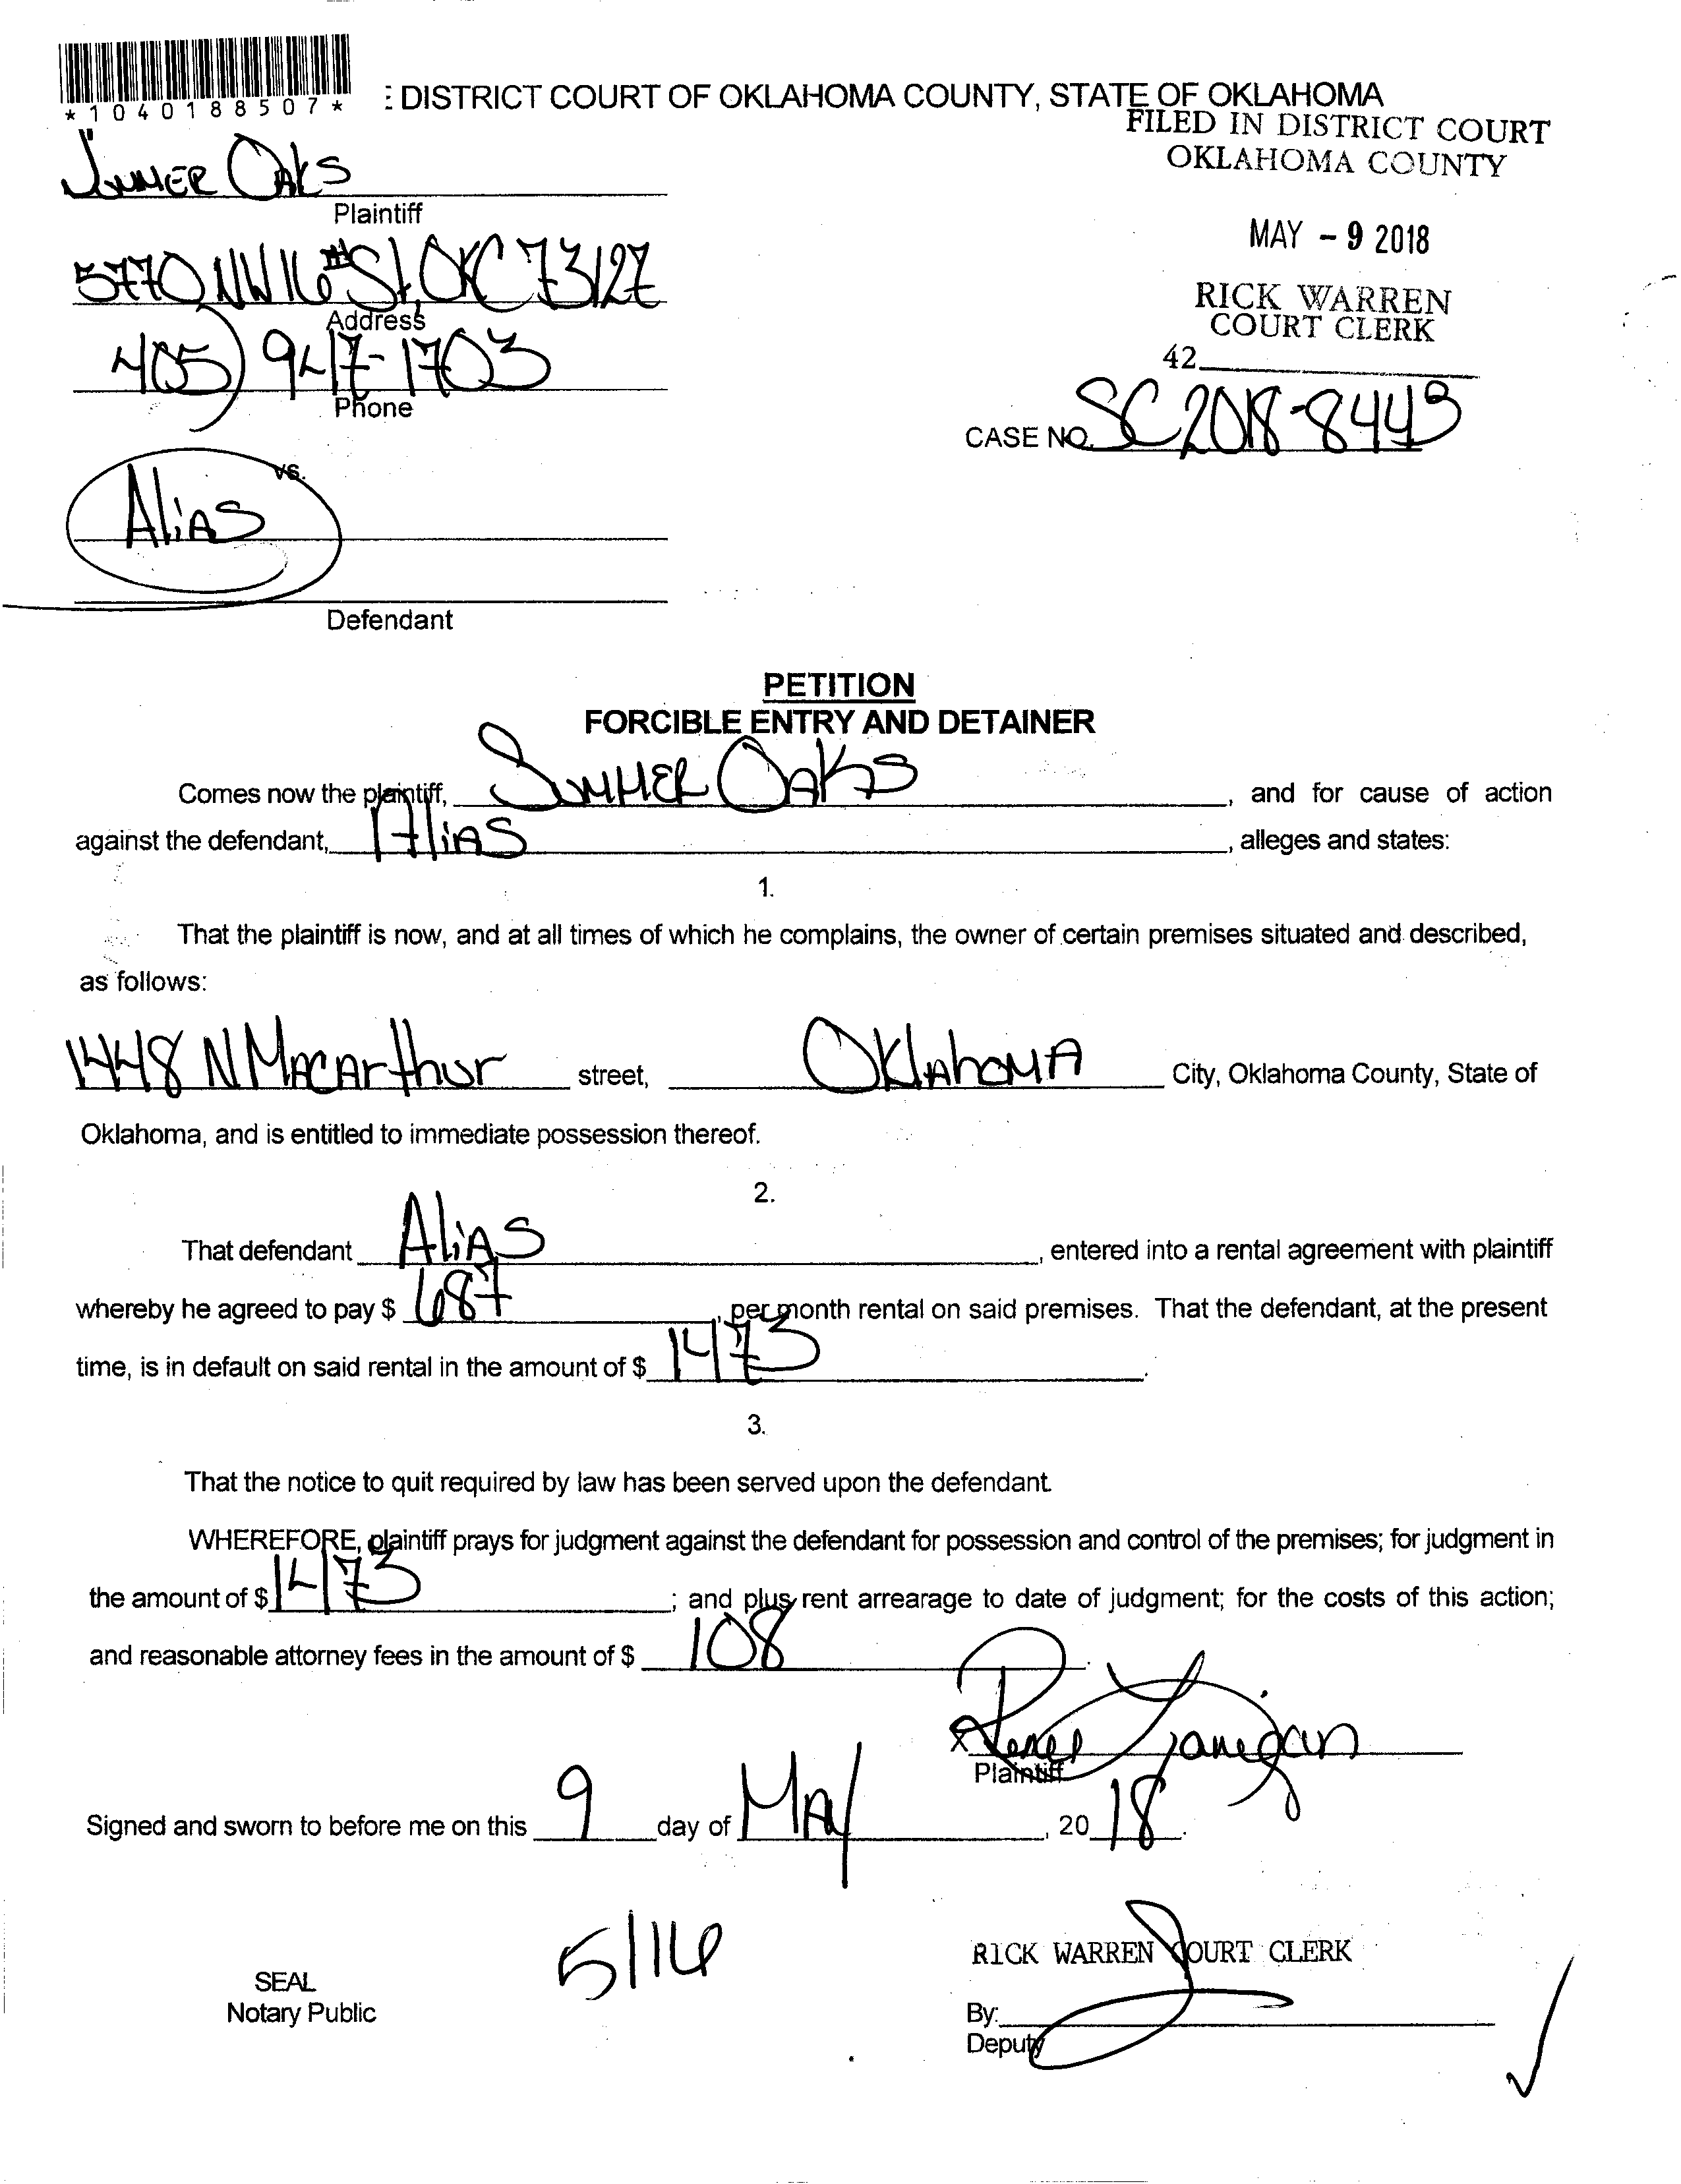 *1040188507*
: DISTRICT COURT OF OKLAHOMA COUNTY, STATE OF OKLAHOMA
FILED IN DISTRICT COURT
OKLAHOMA COUNTY
Summer Oaks
Plaintiff
MAY - 9 2018
5770 NW 16th St, OKC 73127
Address
RICK WARREN
COURT CLERK
405) 947-1703
Phone
42
CASE NO. SC 2018-8443
vs.
Alias
Defendant
PETITION
FORCIBLE ENTRY AND DETAINER
Comes now the plaintiff, Summer Oaks, and for cause of action
against the defendant, Alias, alleges and states:
1.
That the plaintiff is now, and at all times of which he complains, the owner of certain premises situated and described,
as follows:
1448 N MacArthur street, Oklahoma City, Oklahoma County, State of
Oklahoma, and is entitled to immediate possession thereof.
2.
That defendant Alias, entered into a rental agreement with plaintiff
whereby he agreed to pay $ 687, per month rental on said premises. That the defendant, at the present
time, is in default on said rental in the amount of $ 1473.
3.
That the notice to quit required by law has been served upon the defendant.
WHEREFORE, plaintiff prays for judgment against the defendant for possession and control of the premises; for judgment in
the amount of $ 1473; and plus rent arrearage to date of judgment; for the costs of this action;
and reasonable attorney fees in the amount of $ 108.
x Renee
Plaintiff
Signed and sworn to before me on this 9 day of May, 20 18.
5/16
RICK WARREN COURT CLERK
SEAL
Notary Public
By:
Deputy